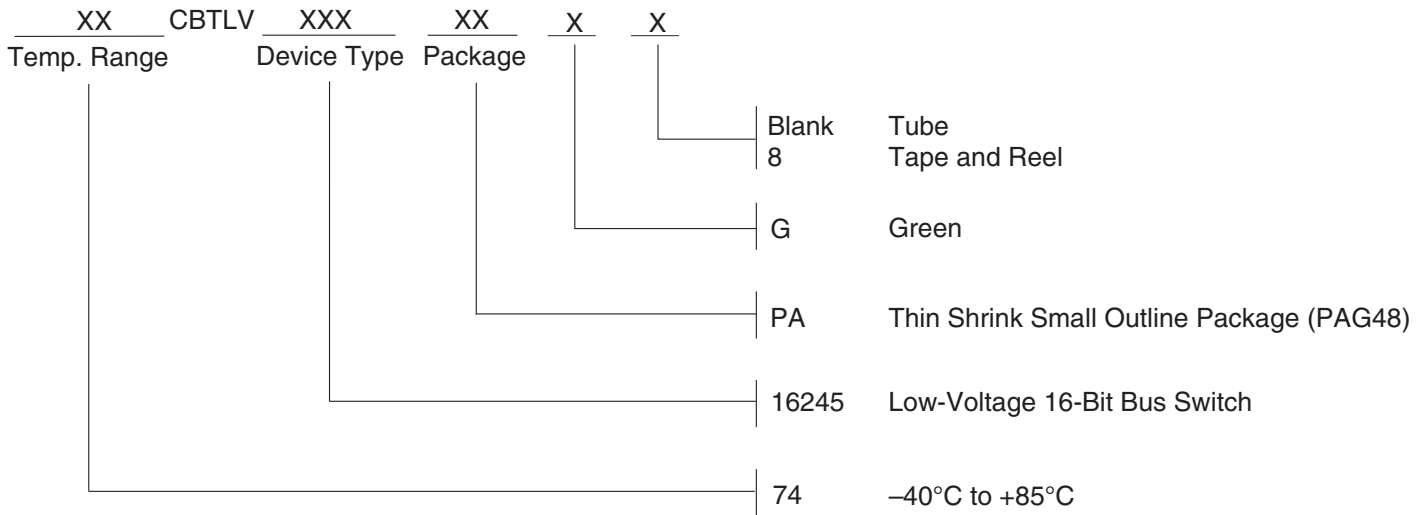 XX CBTLV XXX XX X X
Temp. Range Device Type Package
Blank Tube
8 Tape and Reel
G Green
PA Thin Shrink Small Outline Package (PAG48)
16245 Low-Voltage 16-Bit Bus Switch
74 –40°C to +85°C